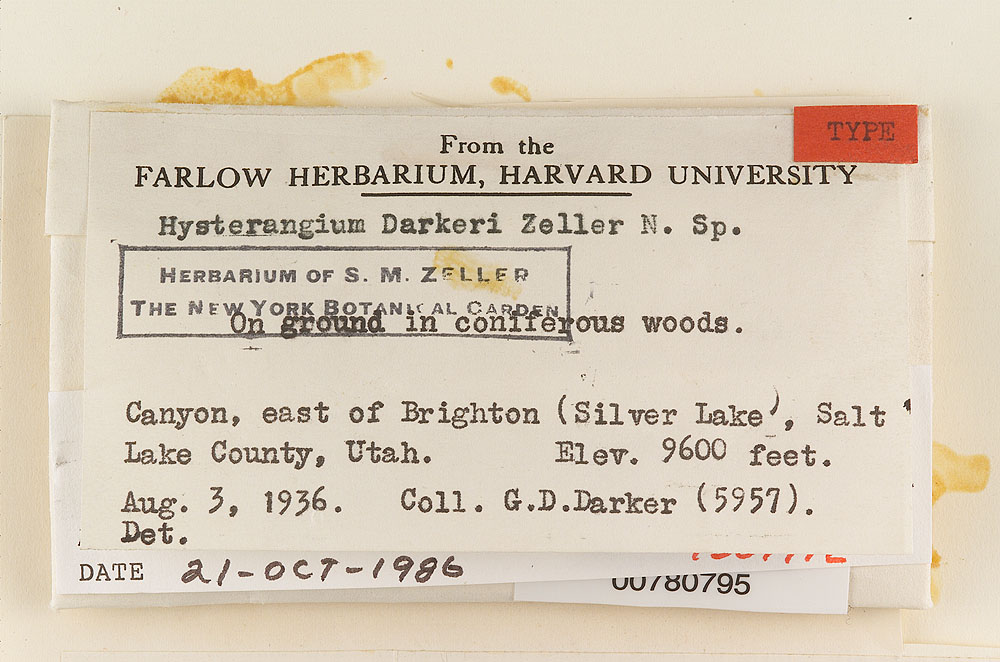 TYPE
From the
FARLOW HERBARIUM, HARVARD UNIVERSITY
Hysterangium Darkeri Zeller N. Sp.
HERBARIUM OF S. M. ZELLER
THE NEW YORK BOTANICAL GARDEN
On ground in coniferous woods.
Canyon, east of Brighton (Silver Lake), Salt
Lake County, Utah. Elev. 9600 feet.
Aug. 3, 1936. Coll. G.D.Darker (5957).
Det.
DATE 21-OCT-1986
00780795